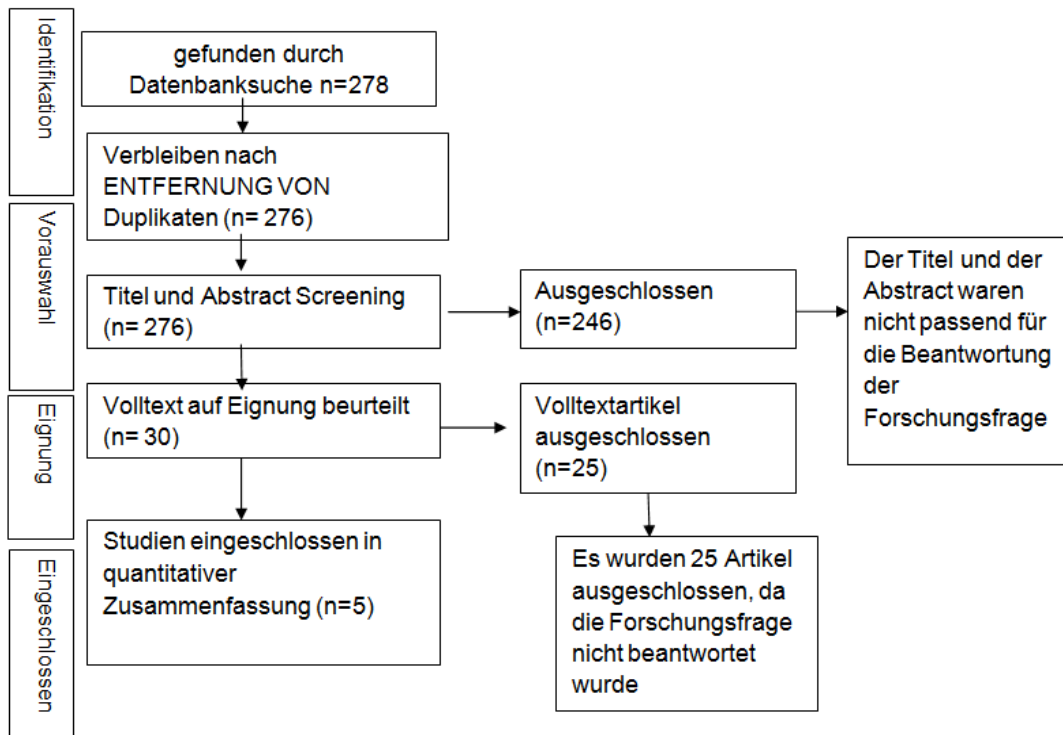 Identifikation
gefunden durch
Datenbanksuche n=278
Verbleiben nach
ENTFERNUNG VON
Duplikaten (n= 276)
Vorauswahl
Titel und Abstract Screening
(n= 276)
Ausgeschlossen
(n=246)
Der Titel und der
Abstract waren
nicht passend für
die Beantwortung
der
Forschungsfrage
Eignung
Volltext auf Eignung beurteilt
(n= 30)
Volltextartikel
ausgeschlossen
(n=25)
Eingeschlossen
Studien eingeschlossen in
quantitativer
Zusammenfassung (n=5)
Es wurden 25 Artikel
ausgeschlossen, da
die Forschungsfrage
nicht beantwortet
wurde